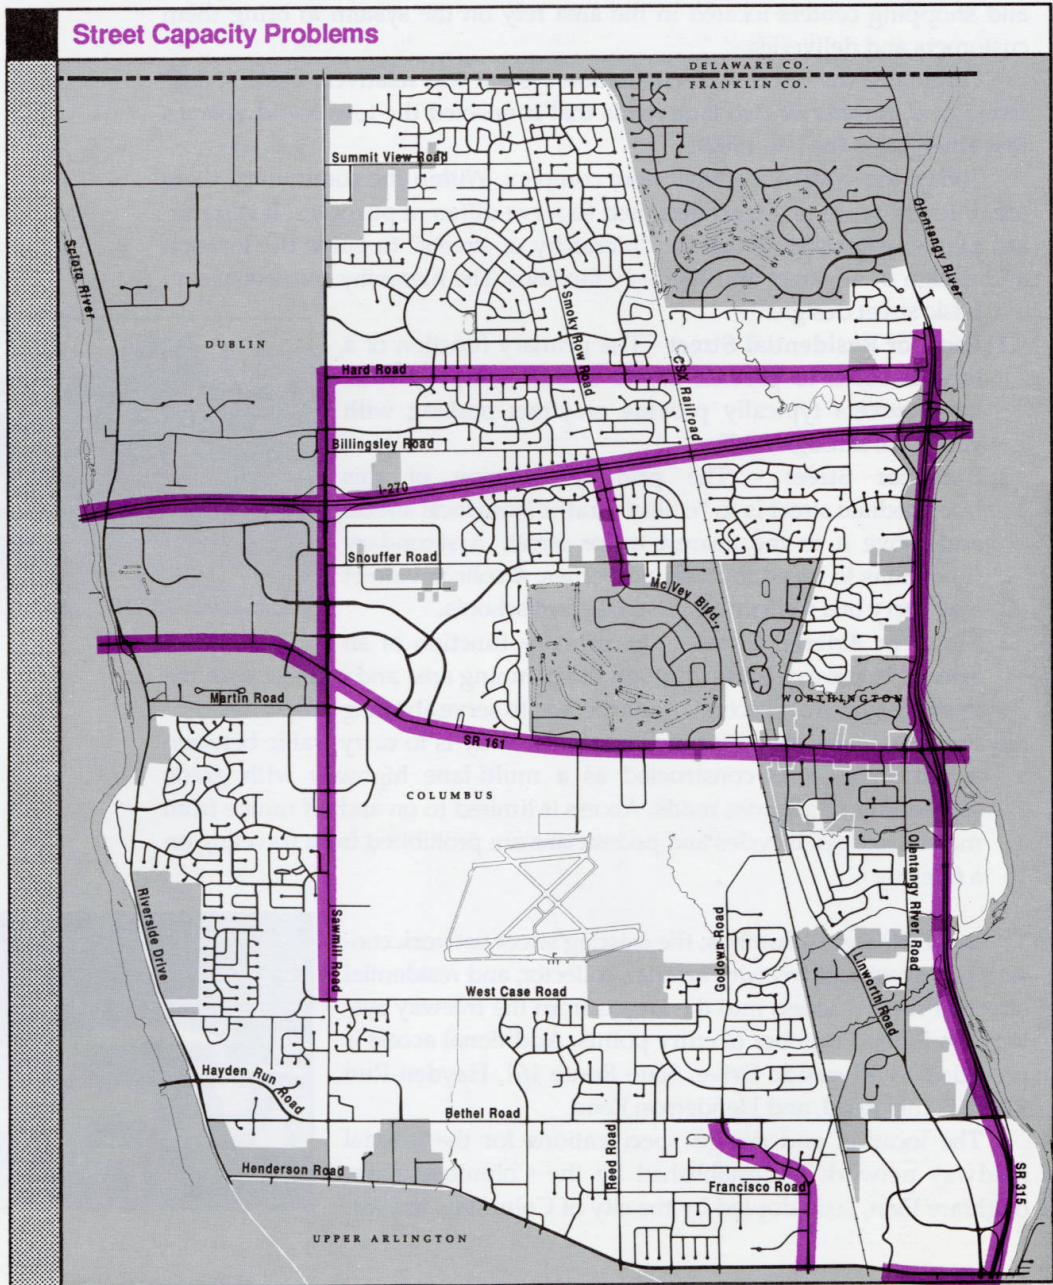 Street Capacity Problems
DELAWARE CO.
FRANKLIN CO.
Summit View Road
Scioto River
Olentangy River
DUBLIN
Smoky Row Road
CSX Railroad
Hard Road
Billingsley Road
I-270
Snouffer Road
McVey Blvd.
Martin Road
WORTHINGTON
SR 161
COLUMBUS
Olentangy River Road
Riverside Drive
Sawmill Road
Godown Road
Linworth Road
West Case Road
Hayden Run
Road
Bethel Road
Reed Road
Henderson Road
Francisco Road
SR 315
UPPER ARLINGTON